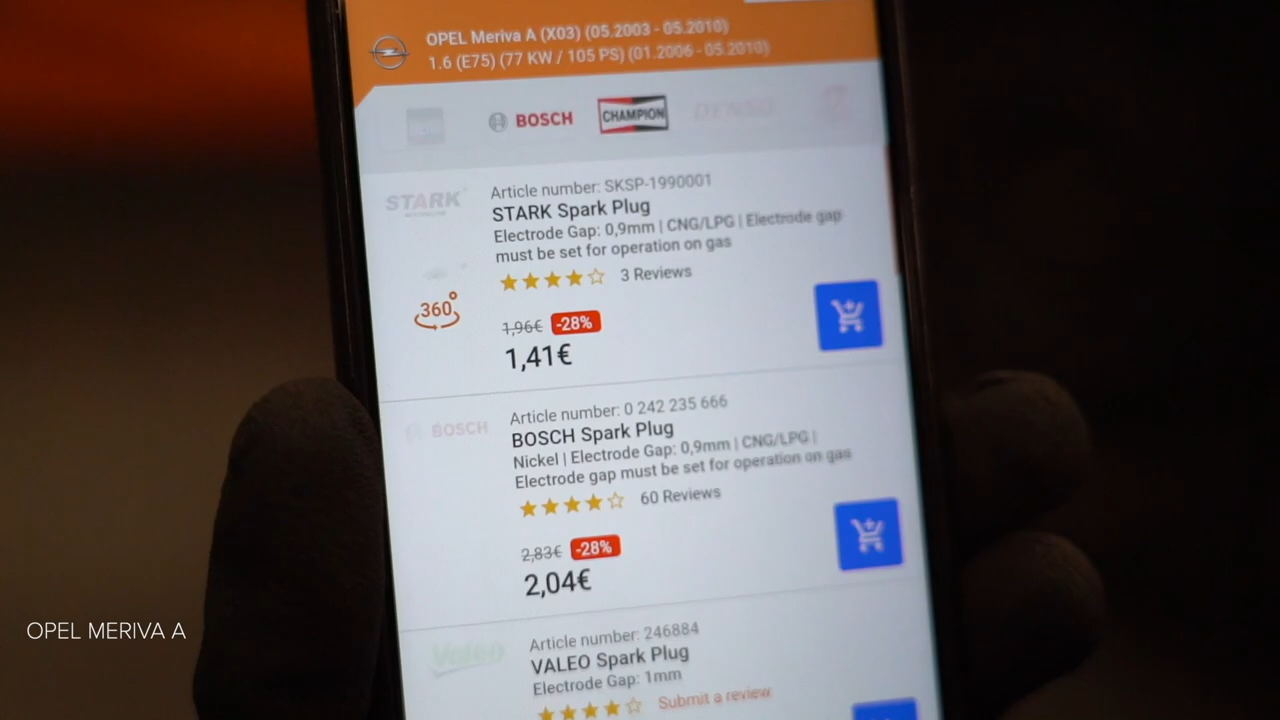 OPEL Meriva A (X03) (05.2003 - 05.2010)
1.6 (E75) (77 KW / 105 PS) (01.2006 - 05.2010)
BOSCH
CHAMPION
DENSO
STARK
Article number: SKSP-1990001
STARK Spark Plug
Electrode Gap: 0,9mm | CNG/LPG | Electrode gap
must be set for operation on gas
3 Reviews
360°
1,96€ -28%
1,41€
BOSCH
Article number: 0 242 235 666
BOSCH Spark Plug
Nickel | Electrode Gap: 0,9mm | CNG/LPG |
Electrode gap must be set for operation on gas
60 Reviews
2,83€ -28%
2,04€
OPEL MERIVA A
Valeo
Article number: 246884
VALEO Spark Plug
Electrode Gap: 1mm
Submit a review